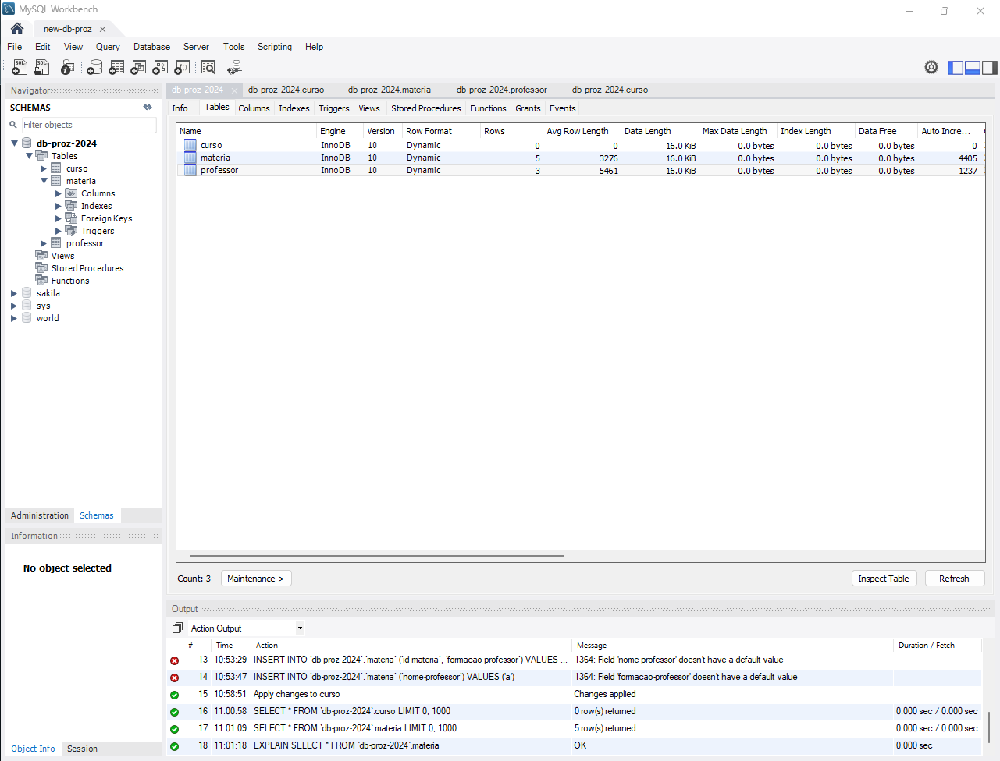 MySQL Workbench
new-db-proz
File Edit View Query Database Server Tools Scripting Help
Navigator
SCHEMAS
Filter objects
db-proz-2024
Tables
curso
materia
Columns
Indexes
Foreign Keys
Triggers
professor
Views
Stored Procedures
Functions
sakila
sys
world
Administration Schemas
Information
No object selected
Object Info Session
db-proz-2024 db-proz-2024.curso db-proz-2024.materia db-proz-2024.professor db-proz-2024.curso
Info Tables Columns Indexes Triggers Views Stored Procedures Functions Grants Events
Name Engine Version Row Format Rows Avg Row Length Data Length Max Data Length Index Length Data Free Auto Incre...
curso InnoDB 10 Dynamic 0 0 16.0 KiB 0.0 bytes 0.0 bytes 0.0 bytes 0
materia InnoDB 10 Dynamic 5 3276 16.0 KiB 0.0 bytes 0.0 bytes 0.0 bytes 4405
professor InnoDB 10 Dynamic 3 5461 16.0 KiB 0.0 bytes 0.0 bytes 0.0 bytes 1237
Count: 3 Maintenance > Inspect Table Refresh
Output
Action Output
# Time Action Message Duration / Fetch
13 10:53:29 INSERT INTO `db-proz-2024`.`materia` (`id-materia`, `formacao-professor`) VALUES ... 1364: Field 'nome-professor' doesn't have a default value
14 10:53:47 INSERT INTO `db-proz-2024`.`materia` (`nome-professor`) VALUES ('a') 1364: Field 'formacao-professor' doesn't have a default value
15 10:58:51 Apply changes to curso Changes applied
16 11:00:58 SELECT * FROM `db-proz-2024`.curso LIMIT 0, 1000 0 row(s) returned 0.000 sec / 0.000 sec
17 11:01:09 SELECT * FROM `db-proz-2024`.materia LIMIT 0, 1000 5 row(s) returned 0.000 sec / 0.000 sec
18 11:01:18 EXPLAIN SELECT * FROM `db-proz-2024`.materia OK 0.000 sec